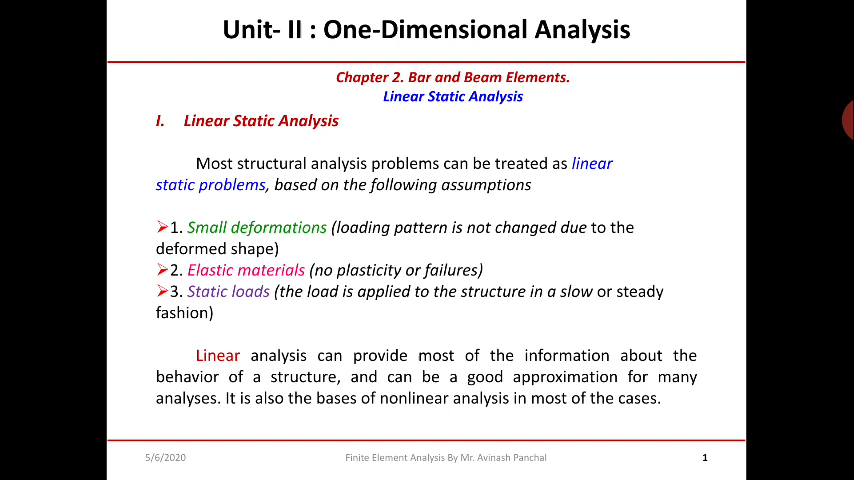 Unit- II : One-Dimensional Analysis
Chapter 2. Bar and Beam Elements.
Linear Static Analysis
I. Linear Static Analysis
Most structural analysis problems can be treated as linear
static problems, based on the following assumptions
➢1. Small deformations (loading pattern is not changed due to the
deformed shape)
➢2. Elastic materials (no plasticity or failures)
➢3. Static loads (the load is applied to the structure in a slow or steady
fashion)
Linear analysis can provide most of the information about the
behavior of a structure, and can be a good approximation for many
analyses. It is also the bases of nonlinear analysis in most of the cases.
5/6/2020 Finite Element Analysis By Mr. Avinash Panchal 1